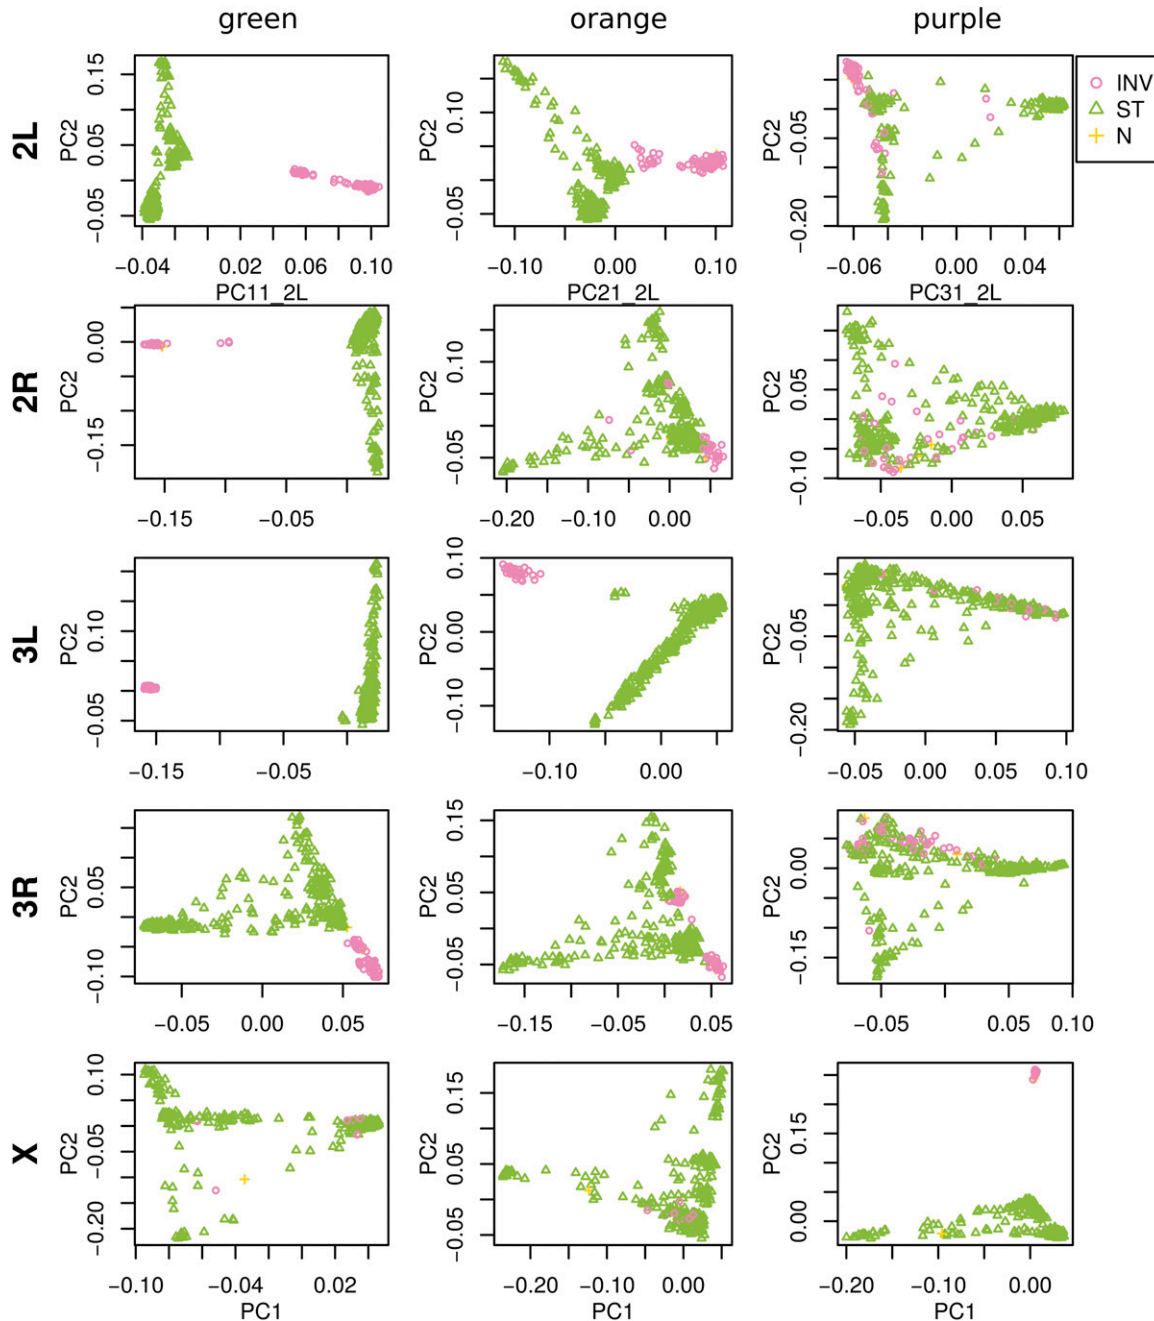 green orange purple
2L
PC2 0.15 0.05 −0.05
−0.04 0.02 0.06 0.10
PC11_2L
PC2 0.10 −0.05
−0.10 0.00 0.10
PC21_2L
PC2 −0.05 −0.20
−0.06 0.00 0.04
PC31_2L
INV
ST
N
2R
PC2 0.00 −0.15
−0.15 −0.05
PC2 0.10 −0.05
−0.20 −0.10 0.00
PC2 0.05 −0.10
−0.05 0.05
3L
PC2 0.10 −0.05
−0.15 −0.05
PC2 0.10 0.00 −0.10
−0.10 0.00
PC2 −0.05 −0.20
−0.05 0.00 0.05 0.10
3R
PC2 0.05 −0.10
−0.05 0.00 0.05
PC2 0.15 0.05 −0.05
−0.15 −0.05 0.05
PC2 0.00 −0.15
−0.05 0.05 0.10
X
PC2 0.10 −0.05 −0.20
−0.10 −0.04 0.02
PC1
PC2 0.15 0.05 −0.05
−0.20 −0.10 0.00
PC1
PC2 0.15 0.00
−0.20 −0.10 0.00
PC1